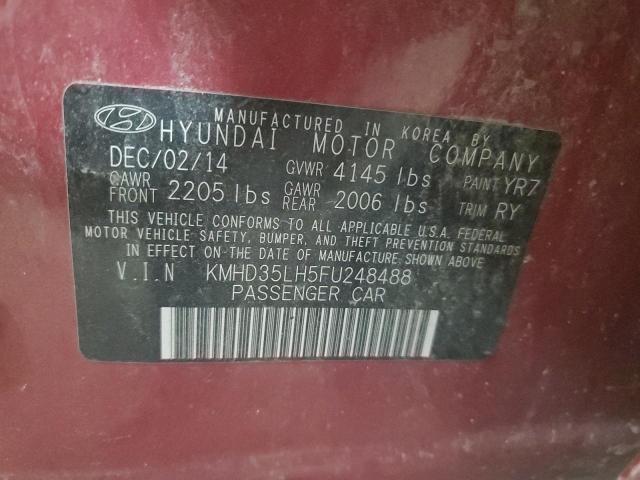 MANUFACTURED IN KOREA BY
HYUNDAI MOTOR COMPANY
DEC/02/14 GVWR 4145 lbs PAINT YR7
GAWR FRONT 2205 lbs GAWR REAR 2006 lbs TRIM RY
THIS VEHICLE CONFORMS TO ALL APPLICABLE U.S.A. FEDERAL
MOTOR VEHICLE SAFETY, BUMPER, AND THEFT PREVENTION STANDARDS
IN EFFECT ON THE DATE OF MANUFACTURE SHOWN ABOVE.
V.I.N KMHD35LH5FU248488
PASSENGER CAR